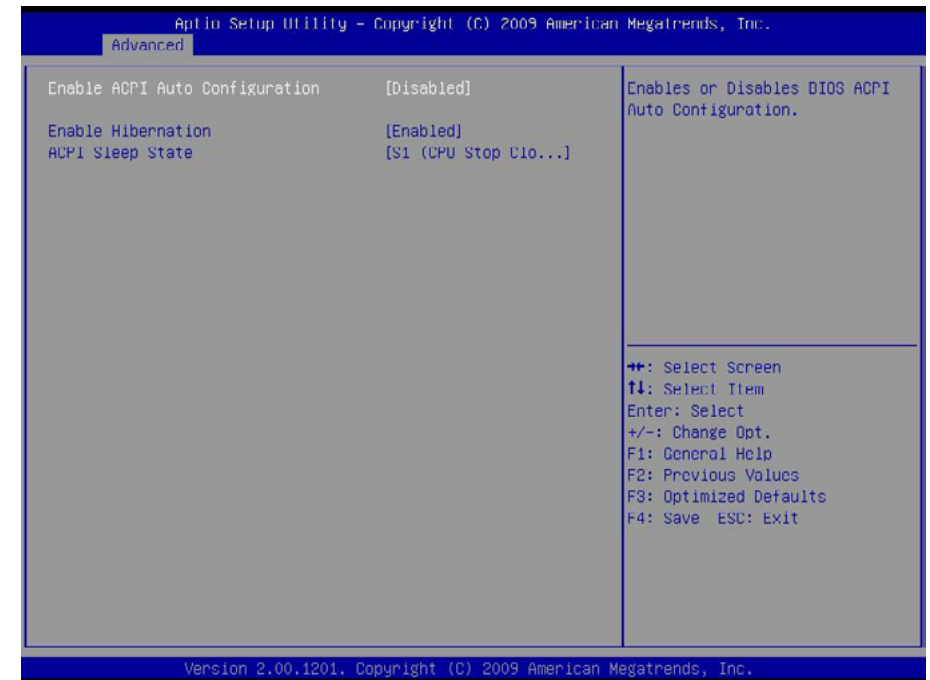 Aptio Setup Utility – Copyright (C) 2009 American Megatrends, Inc.
Advanced
Enable ACPI Auto Configuration [Disabled]
Enable Hibernation [Enabled]
ACPI Sleep State [S1 (CPU Stop Clo...]
Enables or Disables BIOS ACPI
Auto Configuration.
→←: Select Screen
↑↓: Select Item
Enter: Select
+/-: Change Opt.
F1: General Help
F2: Previous Values
F3: Optimized Defaults
F4: Save ESC: Exit
Version 2.00.1201. Copyright (C) 2009 American Megatrends, Inc.